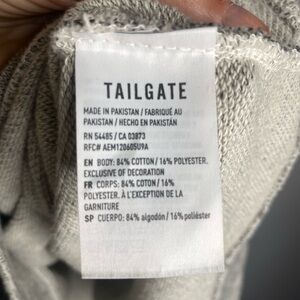 TAILGATE
MADE IN PAKISTAN / FABRIQUÉ AU
PAKISTAN / HECHO EN PAKISTÁN
RN 54485 / CA 03873
RFC# AEM120605U9A
EN BODY: 84% COTTON / 16% POLYESTER.
EXCLUSIVE OF DECORATION
FR CORPS: 84% COTON / 16%
POLYESTER. À L'EXCEPTION DE LA
GARNITURE
SP CUERPO: 84% algodón / 16% poliéster